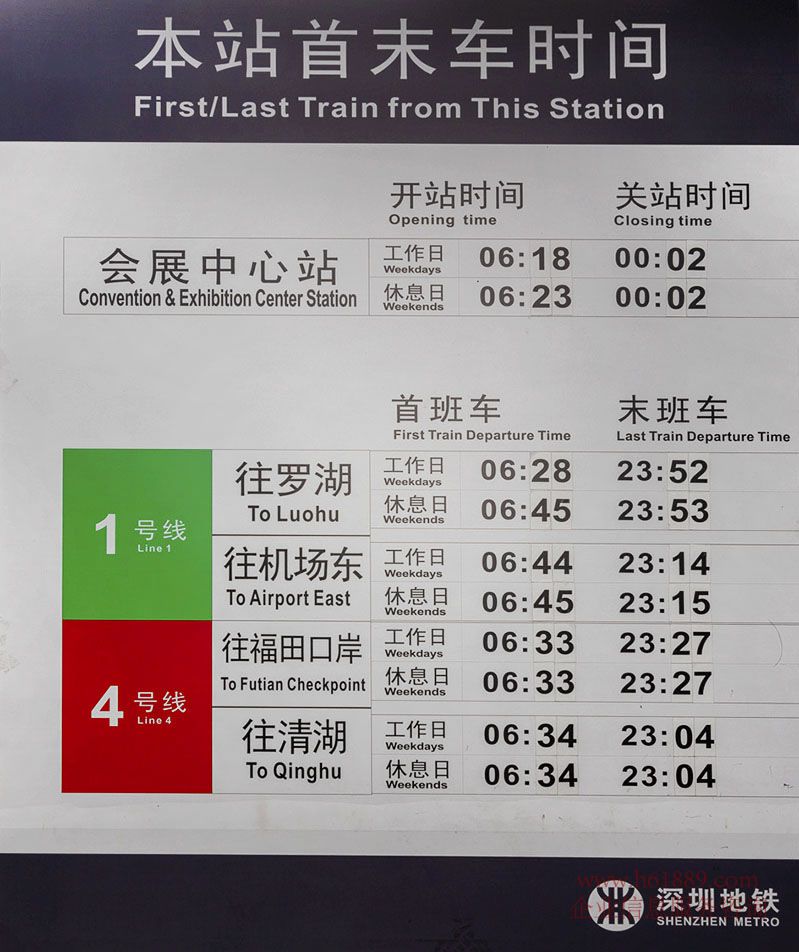 本站首末车时间
First/Last Train from This Station
开站时间 关站时间
Opening time Closing time
会展中心站
Convention & Exhibition Center Station
工作日 06:18 00:02
Weekdays
休息日 06:23 00:02
Weekends
首班车 末班车
First Train Departure Time Last Train Departure Time
1 号线
Line 1
往罗湖
To Luohu
工作日 06:28 23:52
Weekdays
休息日 06:45 23:53
Weekends
往机场东
To Airport East
工作日 06:44 23:14
Weekdays
休息日 06:45 23:15
Weekends
4 号线
Line 4
往福田口岸
To Futian Checkpoint
工作日 06:33 23:27
Weekdays
休息日 06:33 23:27
Weekends
往清湖
To Qinghu
工作日 06:34 23:04
Weekdays
休息日 06:34 23:04
Weekends
www.h61889.com
企业信息
深圳地铁
SHENZHEN METRO